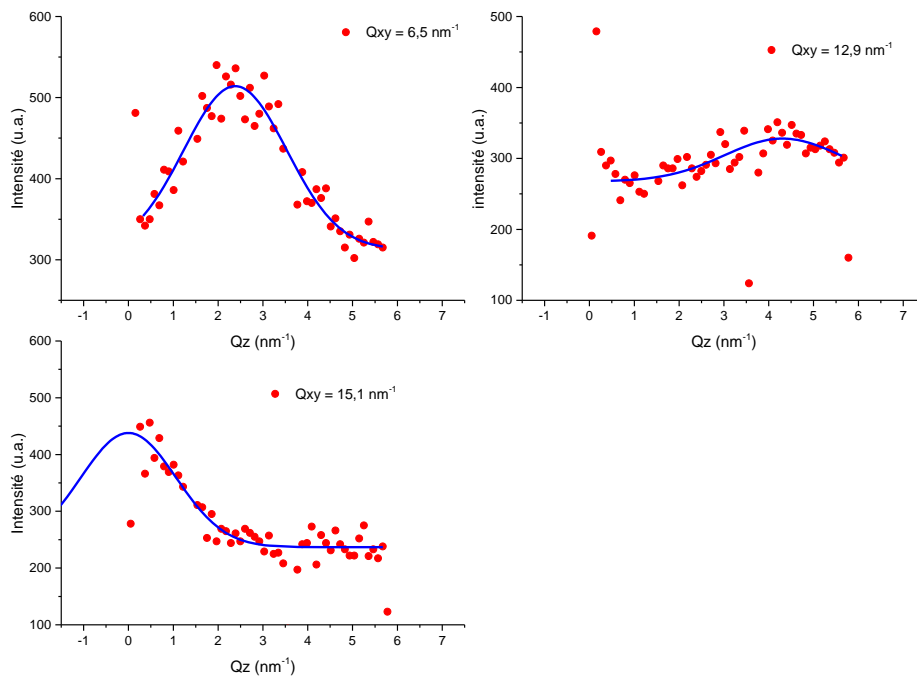 600
500
400
300
Intensité (u.a.)
Qxy = 6,5 nm⁻¹
-1 0 1 2 3 4 5 6 7
Qz (nm⁻¹)
500
400
300
200
100
intensité (u.a.)
Qxy = 12,9 nm⁻¹
-1 0 1 2 3 4 5 6 7
Qz (nm⁻¹)
600
500
400
300
200
100
Intensité (u.a.)
Qxy = 15,1 nm⁻¹
-1 0 1 2 3 4 5 6 7
Qz (nm⁻¹)